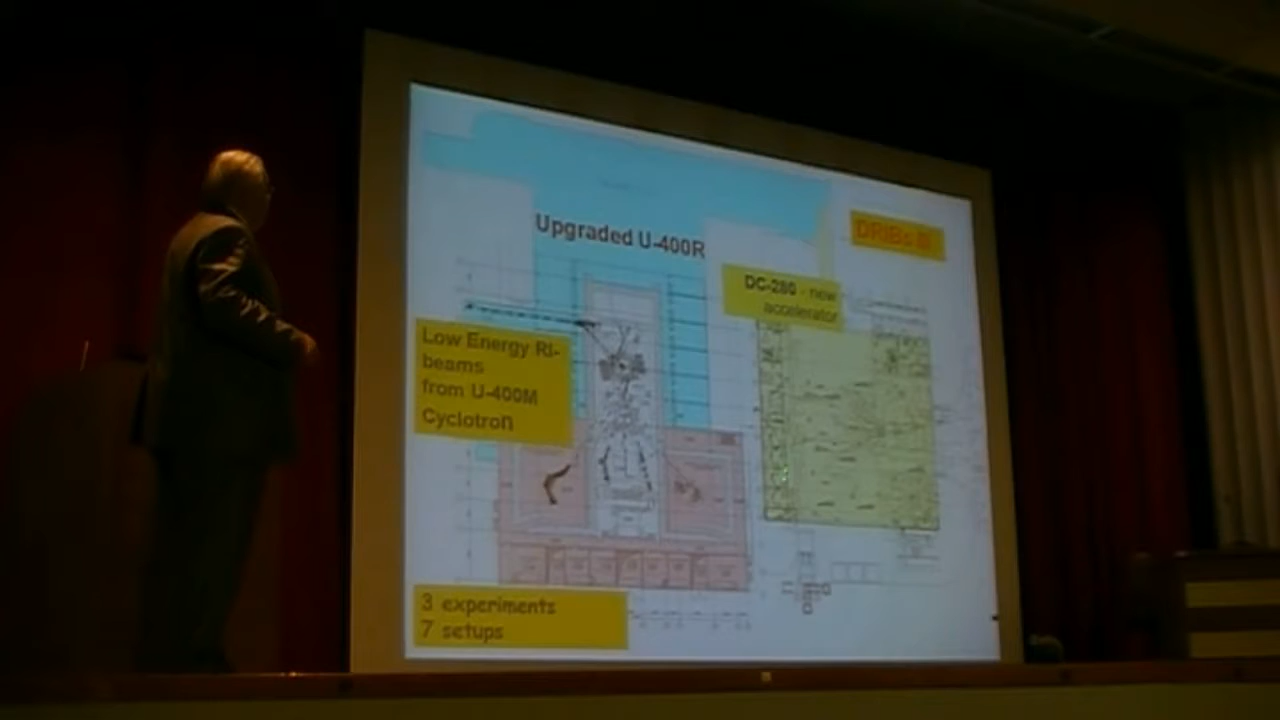 Upgraded U-400R
DRIBs III
DC-280 - new
accelerator
Low Energy RI-
beams
from U-400M
Cyclotron
3 experiments
7 setups